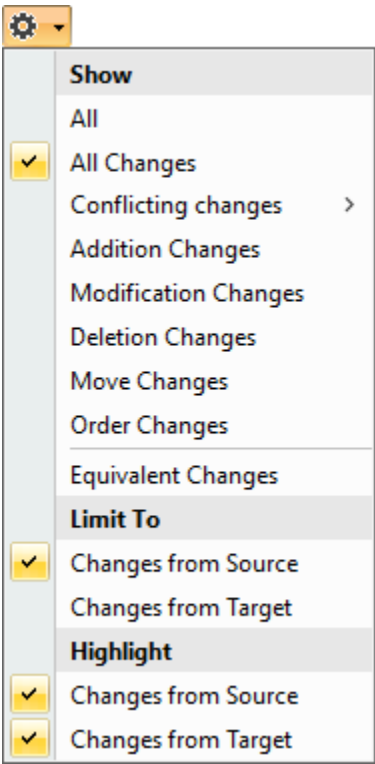 Show
All
All Changes
Conflicting changes
Addition Changes
Modification Changes
Deletion Changes
Move Changes
Order Changes
Equivalent Changes
Limit To
Changes from Source
Changes from Target
Highlight
Changes from Source
Changes from Target